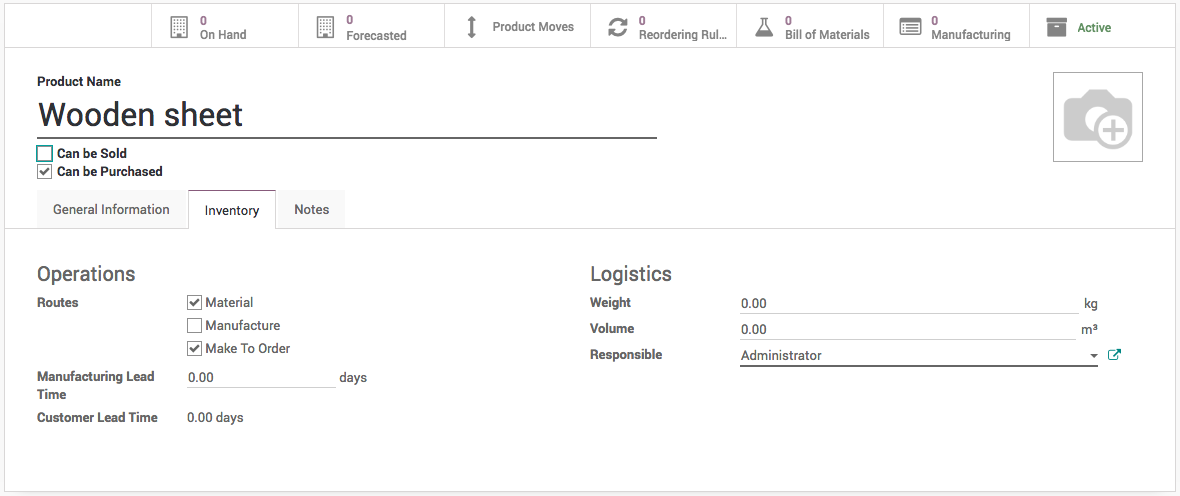 0
On Hand
0
Forecasted
Product Moves
0
Reordering Rul...
0
Bill of Materials
0
Manufacturing
Active
Product Name
Wooden sheet
Can be Sold
Can be Purchased
General Information
Inventory
Notes
Operations
Routes
Material
Manufacture
Make To Order
Manufacturing Lead
Time
0.00 days
Customer Lead Time 0.00 days
Logistics
Weight 0.00 kg
Volume 0.00 m³
Responsible Administrator